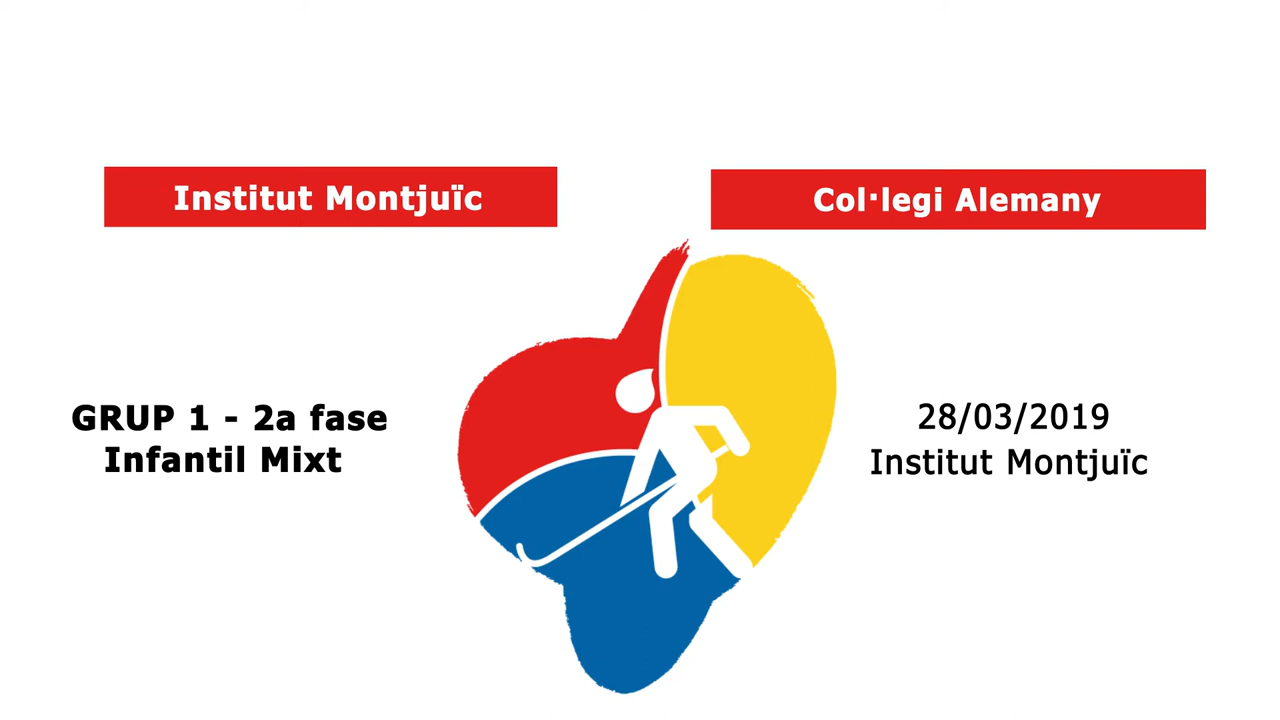 Institut Montjuïc
Col·legi Alemany
GRUP 1 - 2a fase
Infantil Mixt
28/03/2019
Institut Montjuïc